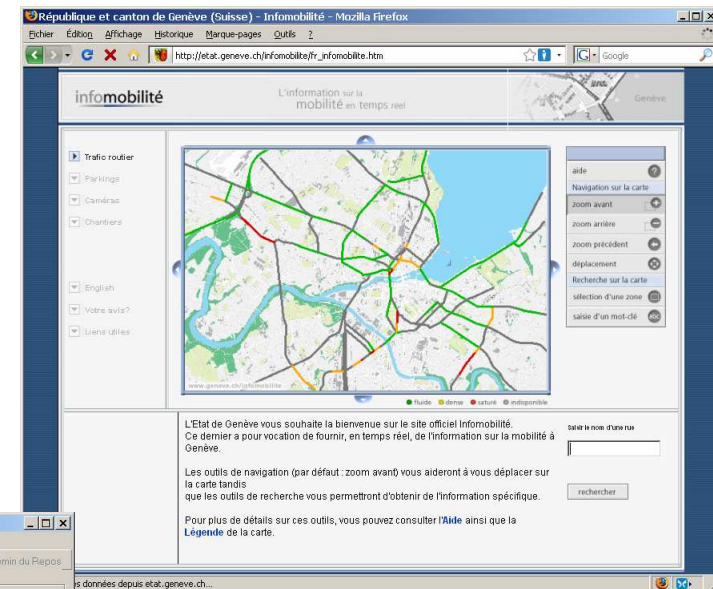 République et canton de Genève (Suisse) - Infomobilité - Mozilla Firefox
Fichier Édition Affichage Historique Marque-pages Outils ?
http://etat.geneve.ch/infomobilite/fr_infomobilite.htm
Google
infomobilité
L'information sur la
mobilité en temps reel
Genève
Trafic routier
Parkings
Caméras
Chantiers
English
Votre avis?
Liens utiles
www.geneve.ch/infomobilite
fluide dense saturé indisponible
aide
Navigation sur la carte
zoom avant
zoom arrière
zoom précédent
déplacement
Recherche sur la carte
sélection d'une zone
saisie d'un mot-clé
abc
L'Etat de Genève vous souhaite la bienvenue sur le site officiel Infomobilité.
Ce dernier a pour vocation de fournir, en temps réel, de l'information sur la mobilité à
Genève.
Les outils de navigation (par défaut : zoom avant) vous aideront à vous déplacer sur
la carte tandis
que les outils de recherche vous permettront d'obtenir de l'information spécifique.
Pour plus de détails sur ces outils, vous pouvez consulter l'Aide ainsi que la
Légende de la carte.
Saisir le nom d'une rue
rechercher
emin du Repos
s données depuis etat.geneve.ch...